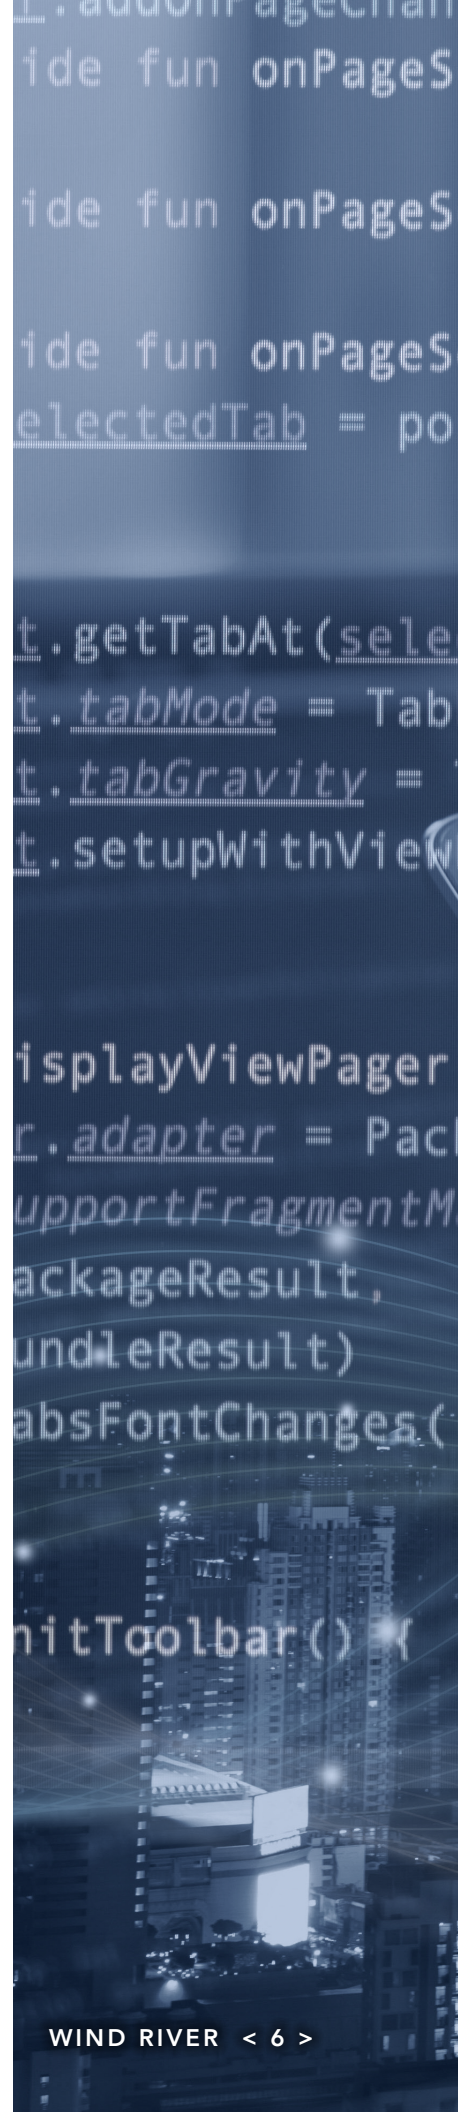 r.addonPageChan
ide fun onPageS
ide fun onPageS
ide fun onPageS
electedTab = po
t.getTabAt(sele
t.tabMode = Tab
t.tabGravity =
t.setupWithView
isplayViewPager
r.adapter = Pac
upportFragmentM
ackageResult,
undleResult)
absFontChanges(
nitToolbar() {
WIND RIVER < 6 >